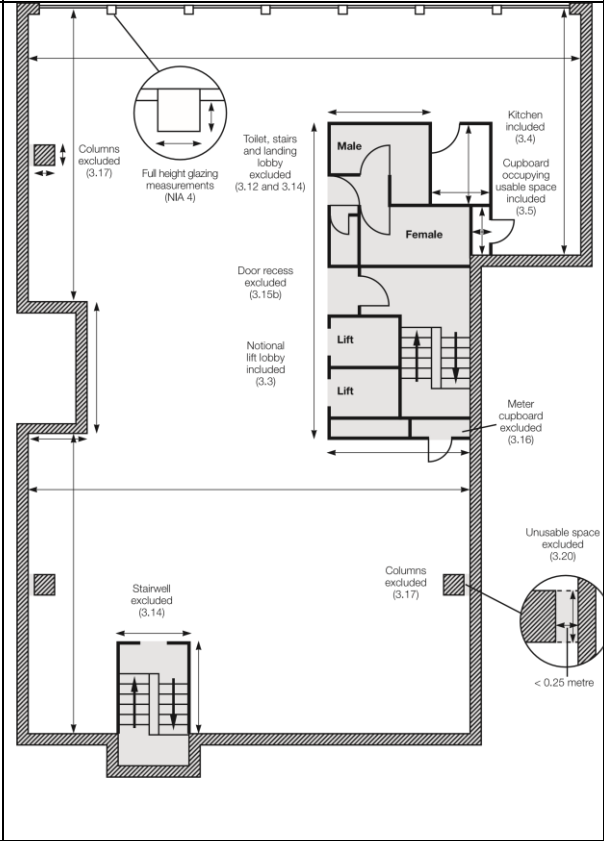 Columns
excluded
(3.17)
Full height glazing
measurements
(NIA 4)
Toilet, stairs
and landing
lobby
excluded
(3.12 and 3.14)
Male
Kitchen
included
(3.4)
Cupboard
occupying
usable space
included
(3.5)
Female
Door recess
excluded
(3.15b)
Notional
lift lobby
included
(3.3)
Lift
Lift
Meter
cupboard
excluded
(3.16)
Stairwell
excluded
(3.14)
Columns
excluded
(3.17)
Unusable space
excluded
(3.20)
< 0.25 metre